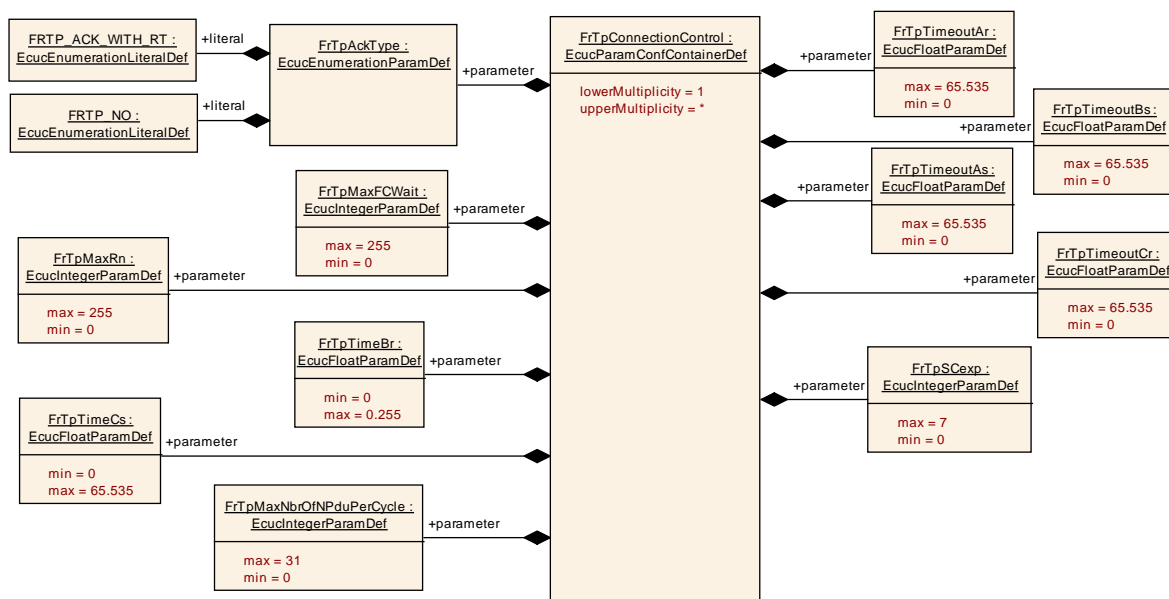 FRTP_ACK_WITH_RT :
EcucEnumerationLiteralDef
+literal
FrTpAckType :
EcucEnumerationParamDef
+parameter
FRTP_NO :
EcucEnumerationLiteralDef
+literal
FrTpConnectionControl :
EcucParamConfContainerDef
lowerMultiplicity = 1
upperMultiplicity = *
+parameter
FrTpTimeoutAr :
EcucFloatParamDef
max = 65.535
min = 0
+parameter
FrTpTimeoutBs :
EcucFloatParamDef
max = 65.535
min = 0
+parameter
FrTpTimeoutAs :
EcucFloatParamDef
max = 65.535
min = 0
FrTpMaxFCWait :
EcucIntegerParamDef
max = 255
min = 0
+parameter
FrTpMaxRn :
EcucIntegerParamDef
max = 255
min = 0
+parameter
+parameter
FrTpTimeoutCr :
EcucFloatParamDef
max = 65.535
min = 0
FrTpTimeBr :
EcucFloatParamDef
min = 0
max = 0.255
+parameter
+parameter
FrTpSCexp :
EcucIntegerParamDef
max = 7
min = 0
FrTpTimeCs :
EcucFloatParamDef
min = 0
max = 65.535
+parameter
FrTpMaxNbrOfNPduPerCycle :
EcucIntegerParamDef
max = 31
min = 0
+parameter